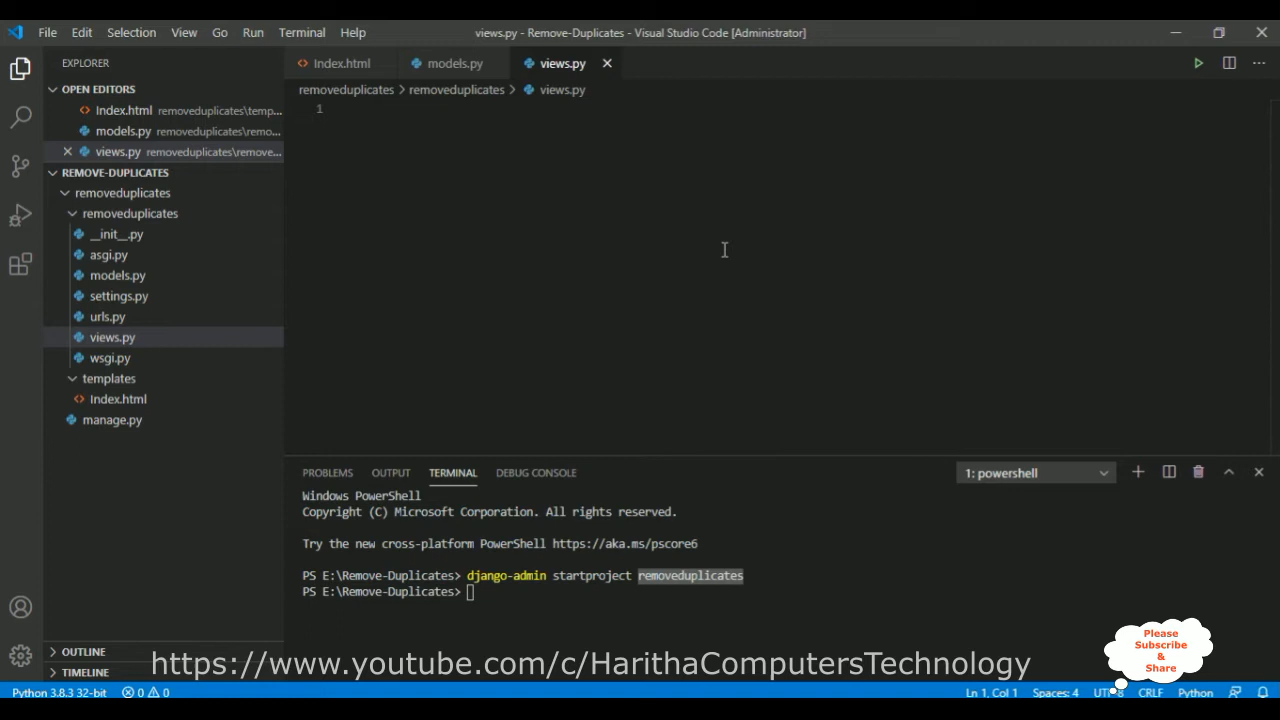 File Edit Selection View Go Run Terminal Help
views.py - Remove-Duplicates - Visual Studio Code [Administrator]
EXPLORER
OPEN EDITORS
Index.html removeduplicates\temp...
models.py removeduplicates\remo...
views.py removeduplicates\remove...
REMOVE-DUPLICATES
removeduplicates
removeduplicates
__init__.py
asgi.py
models.py
settings.py
urls.py
views.py
wsgi.py
templates
Index.html
manage.py
OUTLINE
TIMELINE
Index.html models.py views.py
removeduplicates > removeduplicates > views.py
1
PROBLEMS OUTPUT TERMINAL DEBUG CONSOLE
1: powershell
Windows PowerShell
Copyright (C) Microsoft Corporation. All rights reserved.
Try the new cross-platform PowerShell https://aka.ms/pscore6
PS E:\Remove-Duplicates> django-admin startproject removeduplicates
PS E:\Remove-Duplicates>
Please
Subscribe
&
Share
https://www.youtube.com/c/HarithaComputersTechnology
Python 3.8.3 32-bit 0 0
Ln 1, Col 1 Spaces: 4 UTF-8 CRLF Python